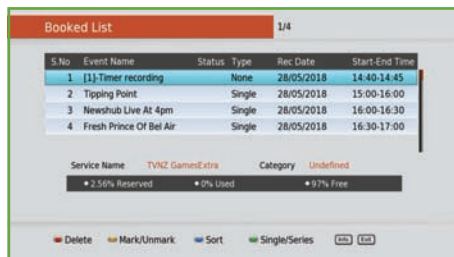 Booked List 1/4
S.No Event Name Status Type Rec Date Start-End Time
1 [1]-Timer recording None 28/05/2018 14:40-14:45
2 Tipping Point Single 28/05/2018 15:00-16:00
3 Newshub Live At 4pm Single 28/05/2018 16:00-16:30
4 Fresh Prince Of Bel Air Single 28/05/2018 16:30-17:00
Service Name TVNZ GamesExtra Category Undefined
2.56% Reserved 0% Used 97% Free
Delete Mark/Unmark Sort Single/Series Info Exit